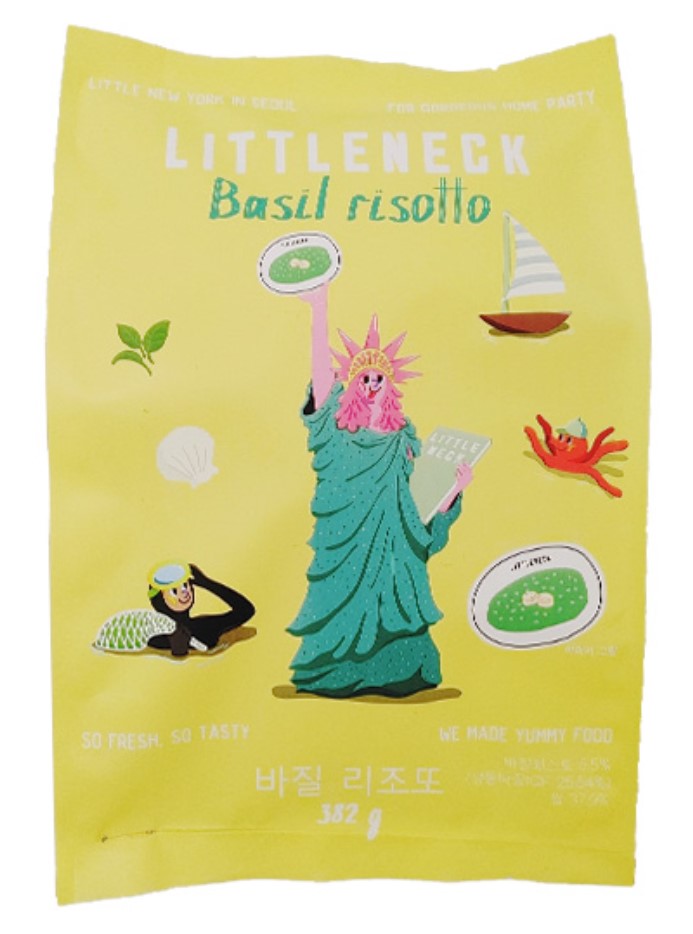 LITTLE NEW YORK IN SEOUL
FOR GORGEOUS HOME PARTY
LITTLENECK
Basil risotto
LITTLE
NECK
SO FRESH, SO TASTY
WE MADE YUMMY FOOD
바질 리조또
382 g